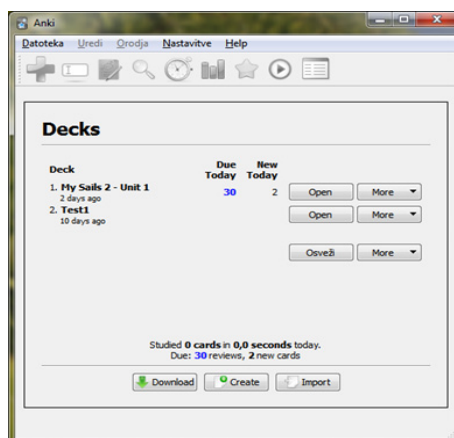 Anki
Datoteka Uredi Orodja Nastavitve Help
Decks
Deck Due Today New Today
1. My Sails 2 - Unit 1 30 2 Open More
2 days ago
2. Test1 Open More
10 days ago
Osveži More
Studied 0 cards in 0,0 seconds today.
Due: 30 reviews, 2 new cards
Download Create Import